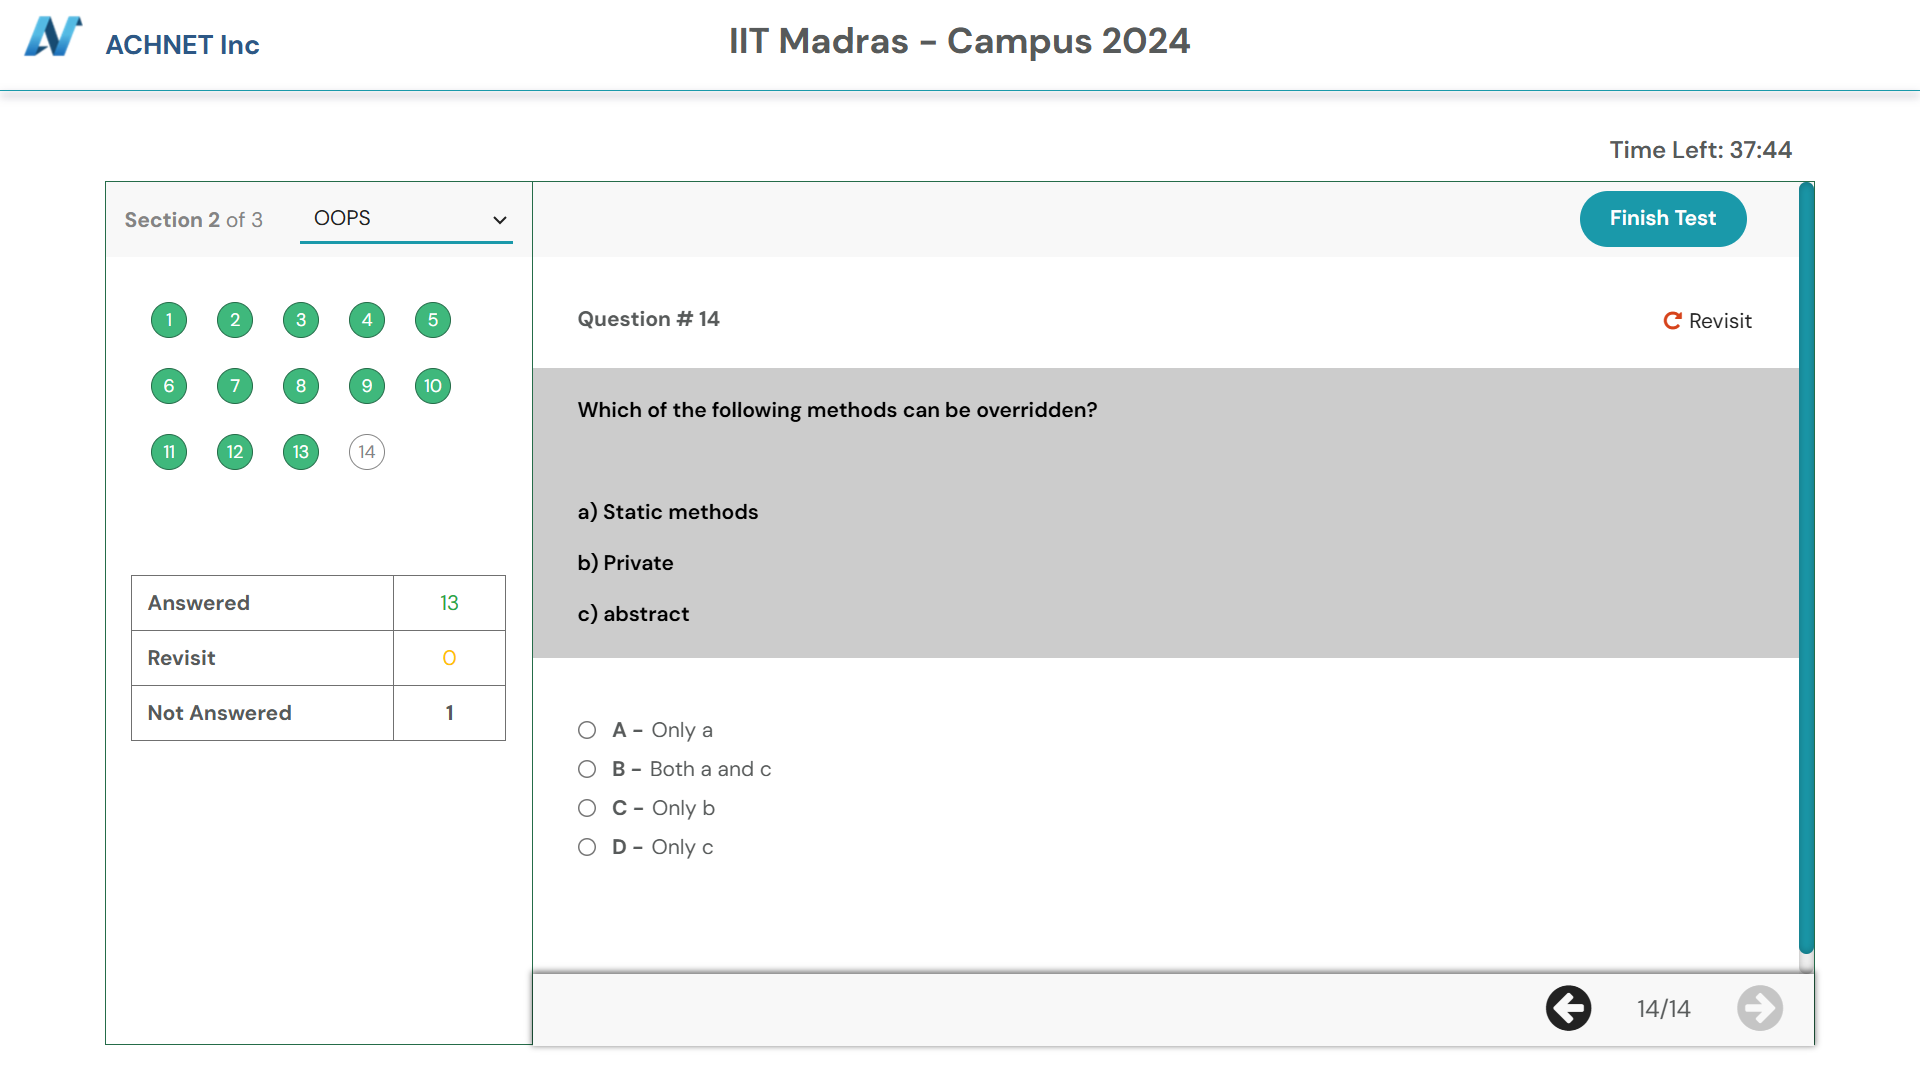 ACHNET Inc
IIT Madras - Campus 2024
Time Left: 37:44
Section 2 of 3
OOPS
Finish Test
1 2 3 4 5
6 7 8 9 10
11 12 13 14
Answered 13
Revisit 0
Not Answered 1
Question # 14
Revisit
Which of the following methods can be overridden?
a) Static methods
b) Private
c) abstract
A - Only a
B - Both a and c
C - Only b
D - Only c
14/14